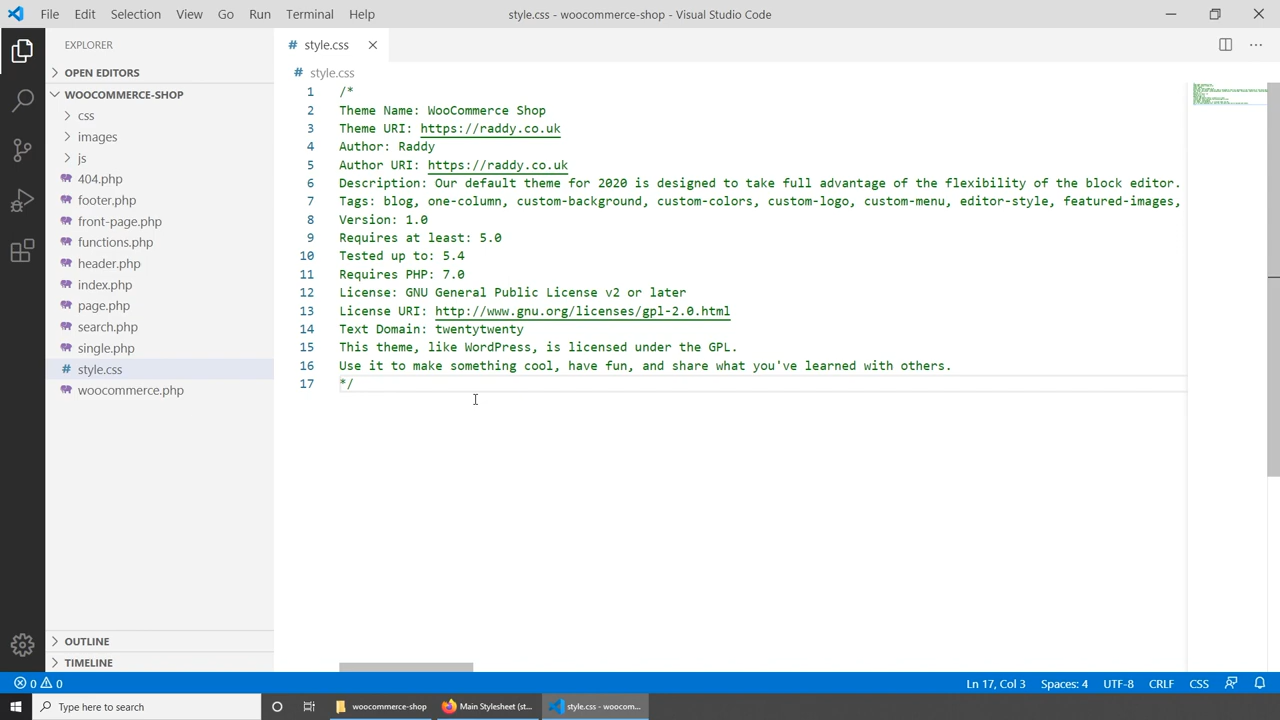 File Edit Selection View Go Run Terminal Help
style.css - woocommerce-shop - Visual Studio Code
EXPLORER
OPEN EDITORS
WOOCOMMERCE-SHOP
css
images
js
404.php
footer.php
front-page.php
functions.php
header.php
index.php
page.php
search.php
single.php
style.css
woocommerce.php
OUTLINE
TIMELINE
# style.css
# style.css
1 /*
2 Theme Name: WooCommerce Shop
3 Theme URI: https://raddy.co.uk
4 Author: Raddy
5 Author URI: https://raddy.co.uk
6 Description: Our default theme for 2020 is designed to take full advantage of the flexibility of the block editor.
7 Tags: blog, one-column, custom-background, custom-colors, custom-logo, custom-menu, editor-style, featured-images,
8 Version: 1.0
9 Requires at least: 5.0
10 Tested up to: 5.4
11 Requires PHP: 7.0
12 License: GNU General Public License v2 or later
13 License URI: http://www.gnu.org/licenses/gpl-2.0.html
14 Text Domain: twentytwenty
15 This theme, like WordPress, is licensed under the GPL.
16 Use it to make something cool, have fun, and share what you've learned with others.
17 */
0 0
Ln 17, Col 3 Spaces: 4 UTF-8 CRLF CSS
Type here to search
woocommerce-shop
Main Stylesheet (st...
style.css - woocom...